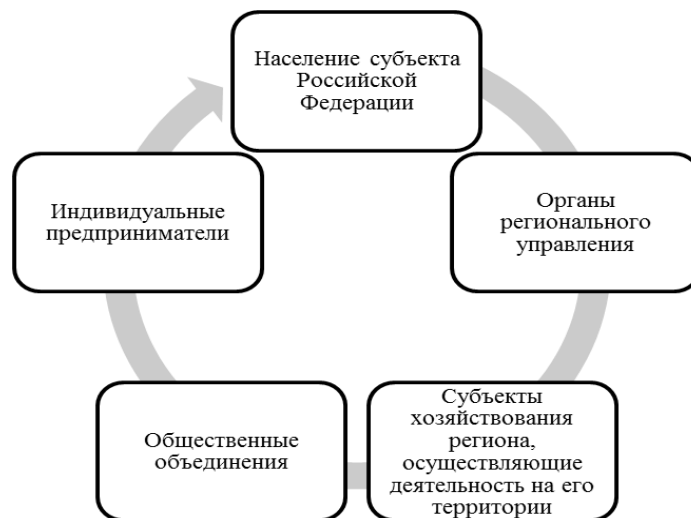 Население субъекта
Российской
Федерации
Органы
регионального
управления
Субъекты
хозяйствования
региона,
осуществляющие
деятельность на его
территории
Общественные
объединения
Индивидуальные
предприниматели